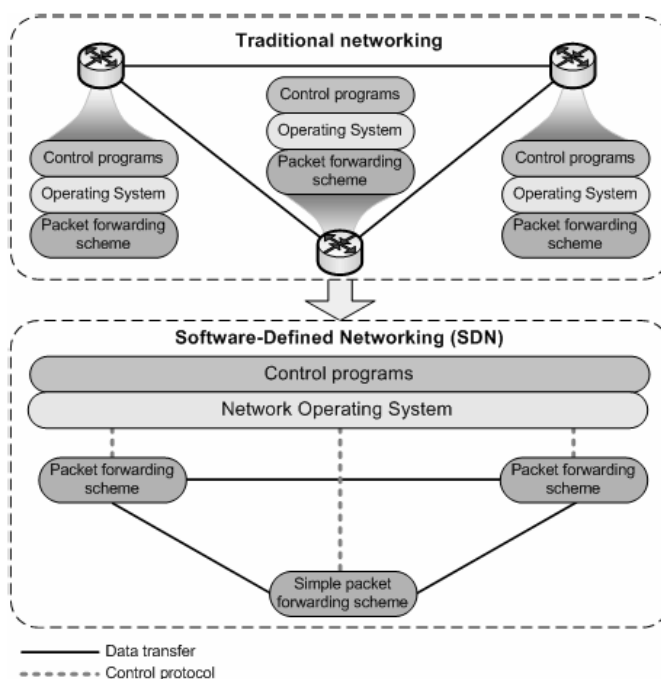 Traditional networking
Control programs
Operating System
Packet forwarding
scheme
Control programs
Operating System
Packet forwarding
scheme
Control programs
Operating System
Packet forwarding
scheme
Software-Defined Networking (SDN)
Control programs
Network Operating System
Packet forwarding
scheme
Packet forwarding
scheme
Simple packet
forwarding scheme
Data transfer
Control protocol